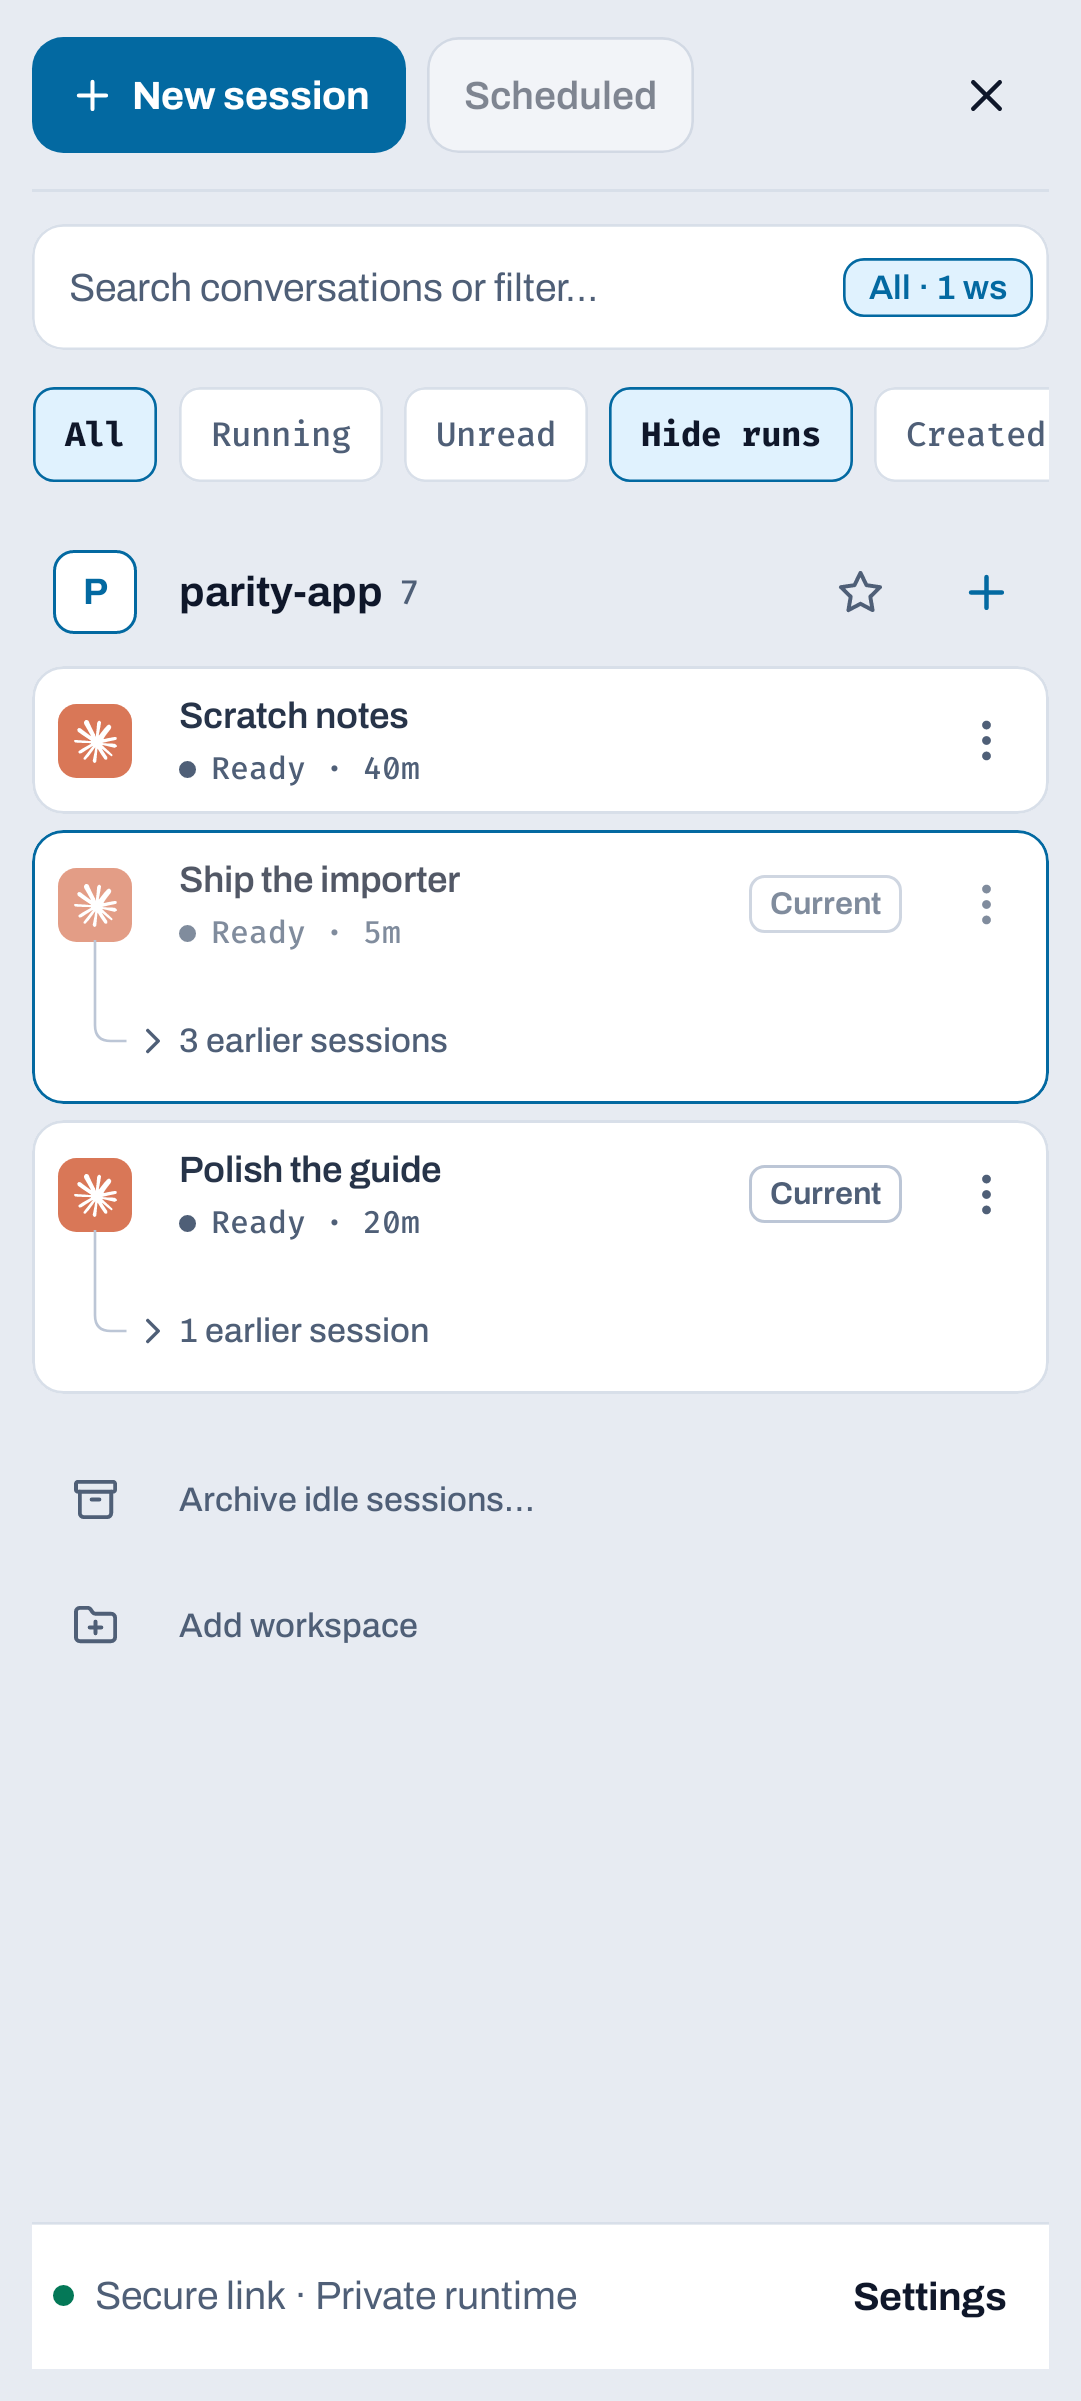 New session
Scheduled
Search conversations or filter...
All · 1 ws
All
Running
Unread
Hide runs
Created
P
parity-app 7
Scratch notes
Ready · 40m
Ship the importer
Ready · 5m
Current
3 earlier sessions
Polish the guide
Ready · 20m
Current
1 earlier session
Archive idle sessions...
Add workspace
Secure link · Private runtime
Settings